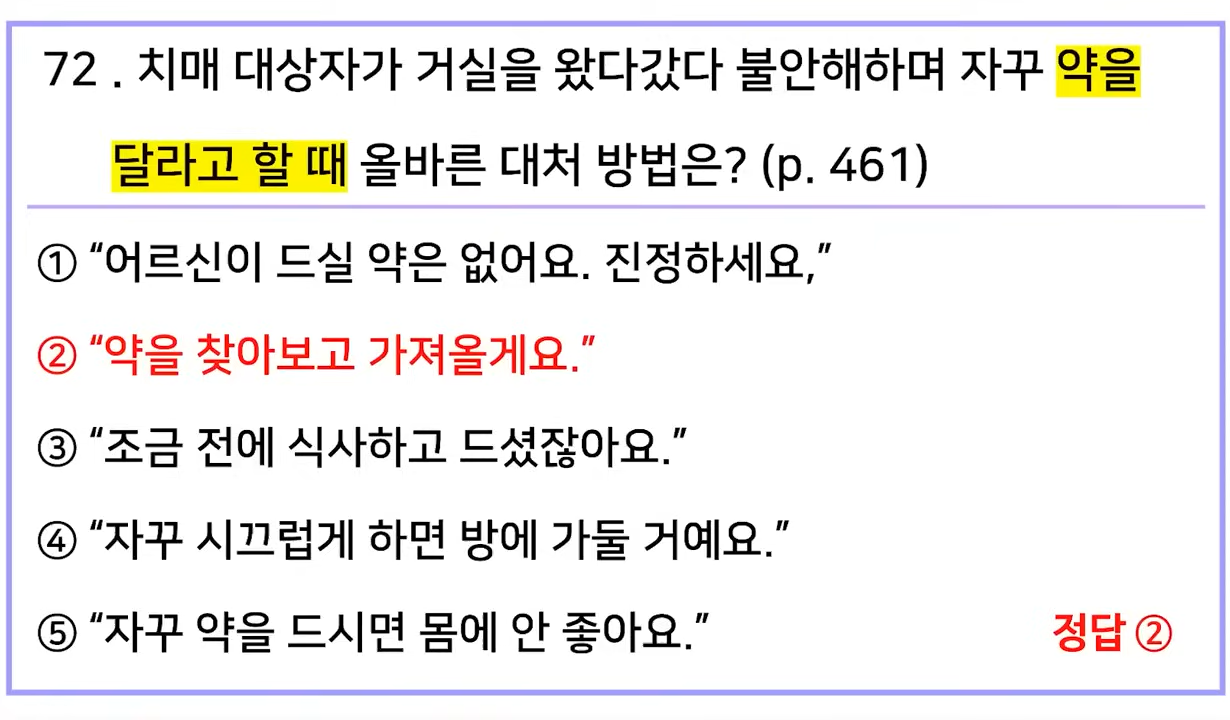 72 . 치매 대상자가 거실을 왔다갔다 불안해하며 자꾸 약을
달라고 할 때 올바른 대처 방법은? (p. 461)
① “어르신이 드실 약은 없어요. 진정하세요,”
② “약을 찾아보고 가져올게요.”
③ “조금 전에 식사하고 드셨잖아요.”
④ “자꾸 시끄럽게 하면 방에 가둘 거예요.”
⑤ “자꾸 약을 드시면 몸에 안 좋아요.”
정답 ②